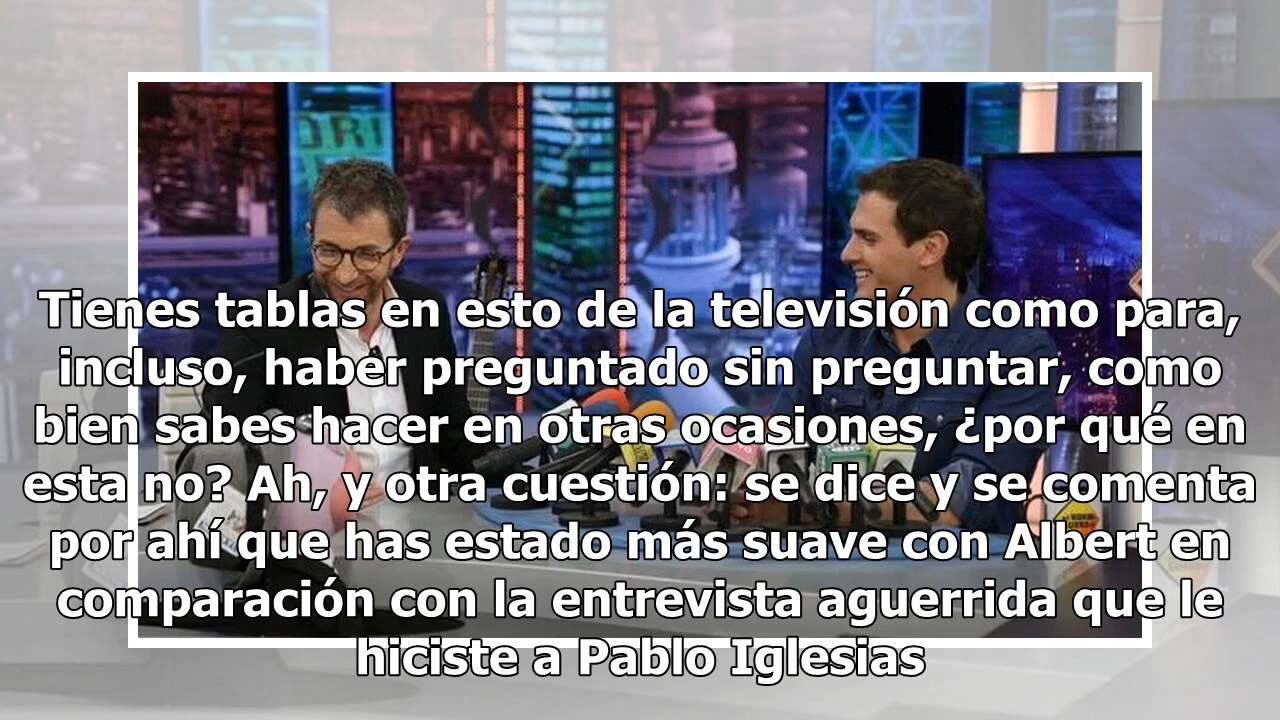 Tienes tablas en esto de la televisión como para,
incluso, haber preguntado sin preguntar, como
bien sabes hacer en otras ocasiones, ¿por qué en
esta no? Ah, y otra cuestión: se dice y se comenta
por ahí que has estado más suave con Albert en
comparación con la entrevista aguerrida que le
hiciste a Pablo Iglesias